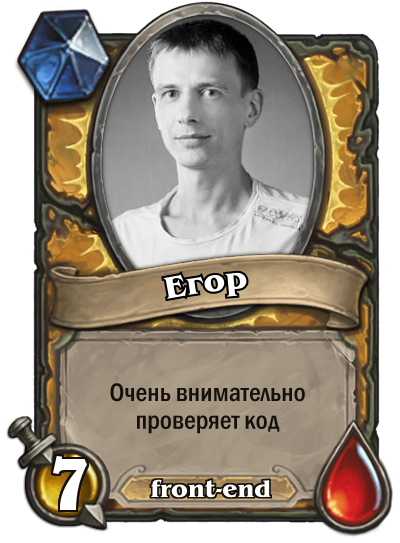 Егор
Очень внимательно
проверяет код
7
front-end